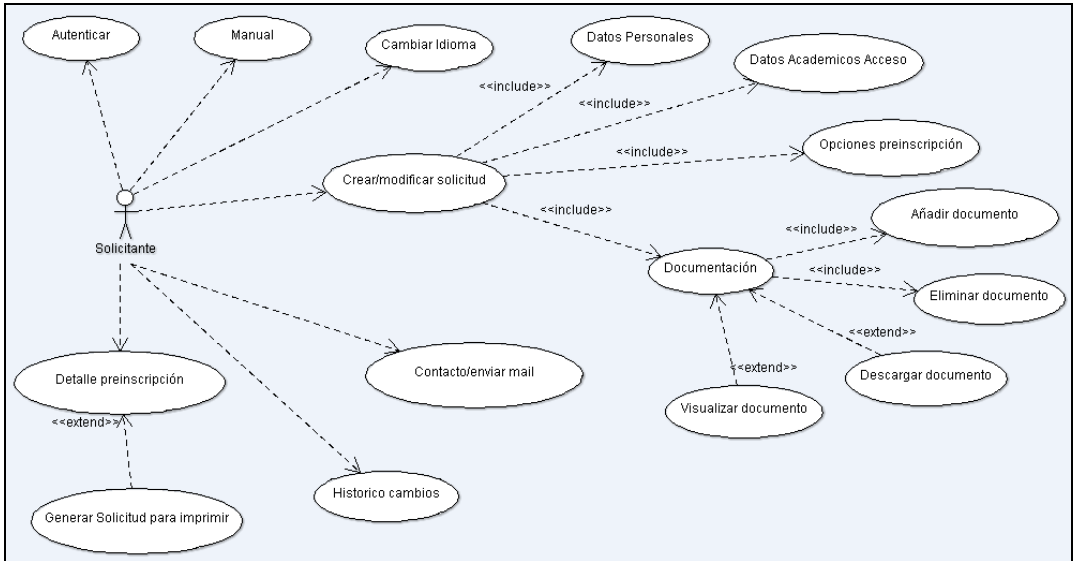 Autenticar
Manual
Cambiar Idioma
Datos Personales
Datos Academicos Acceso
<<include>>
<<include>>
Opciones preinscripción
<<include>>
Crear/modificar solicitud
<<include>>
Añadir documento
<<include>>
Solicitante
Documentación
<<include>>
Eliminar documento
<<extend>>
Contacto/enviar mail
<<extend>>
Descargar documento
Detalle preinscripción
Visualizar documento
<<extend>>
Historico cambios
Generar Solicitud para imprimir